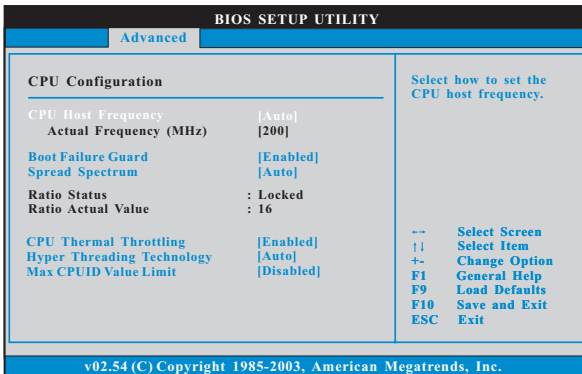 BIOS SETUP UTILITY
Advanced
CPU Configuration
CPU Host Frequency [Auto]
Actual Frequency (MHz) [200]
Boot Failure Guard [Enabled]
Spread Spectrum [Auto]
Ratio Status : Locked
Ratio Actual Value : 16
CPU Thermal Throttling [Enabled]
Hyper Threading Technology [Auto]
Max CPUID Value Limit [Disabled]
Select how to set the
CPU host frequency.
←→ Select Screen
↑↓ Select Item
+- Change Option
F1 General Help
F9 Load Defaults
F10 Save and Exit
ESC Exit
v02.54 (C) Copyright 1985-2003, American Megatrends, Inc.